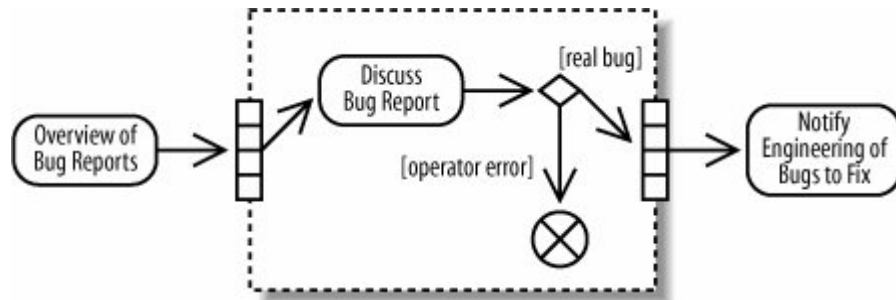 Overview of
Bug Reports
Discuss
Bug Report
[real bug]
[operator error]
Notify
Engineering of
Bugs to Fix